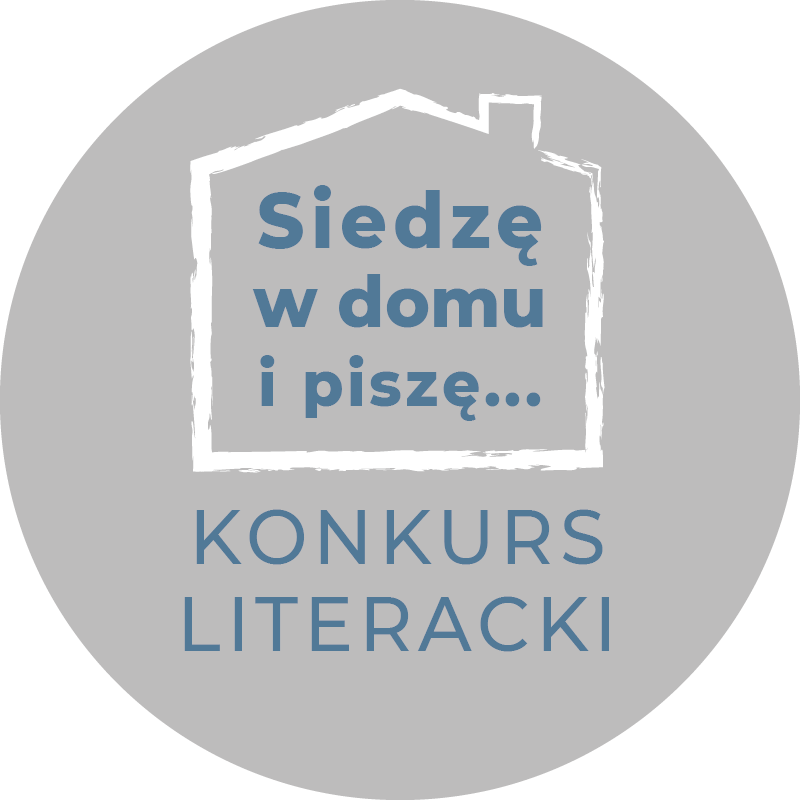 Siedzę
w domu
i piszę...
KONKURS
LITERACKI